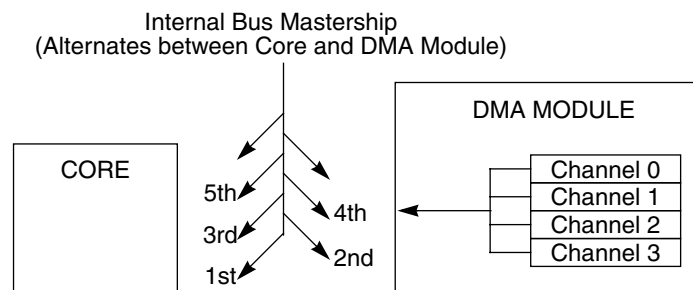 Internal Bus Mastership
(Alternates between Core and DMA Module)
DMA MODULE
CORE
Channel 0
Channel 1
Channel 2
Channel 3
5th
4th
3rd
2nd
1st